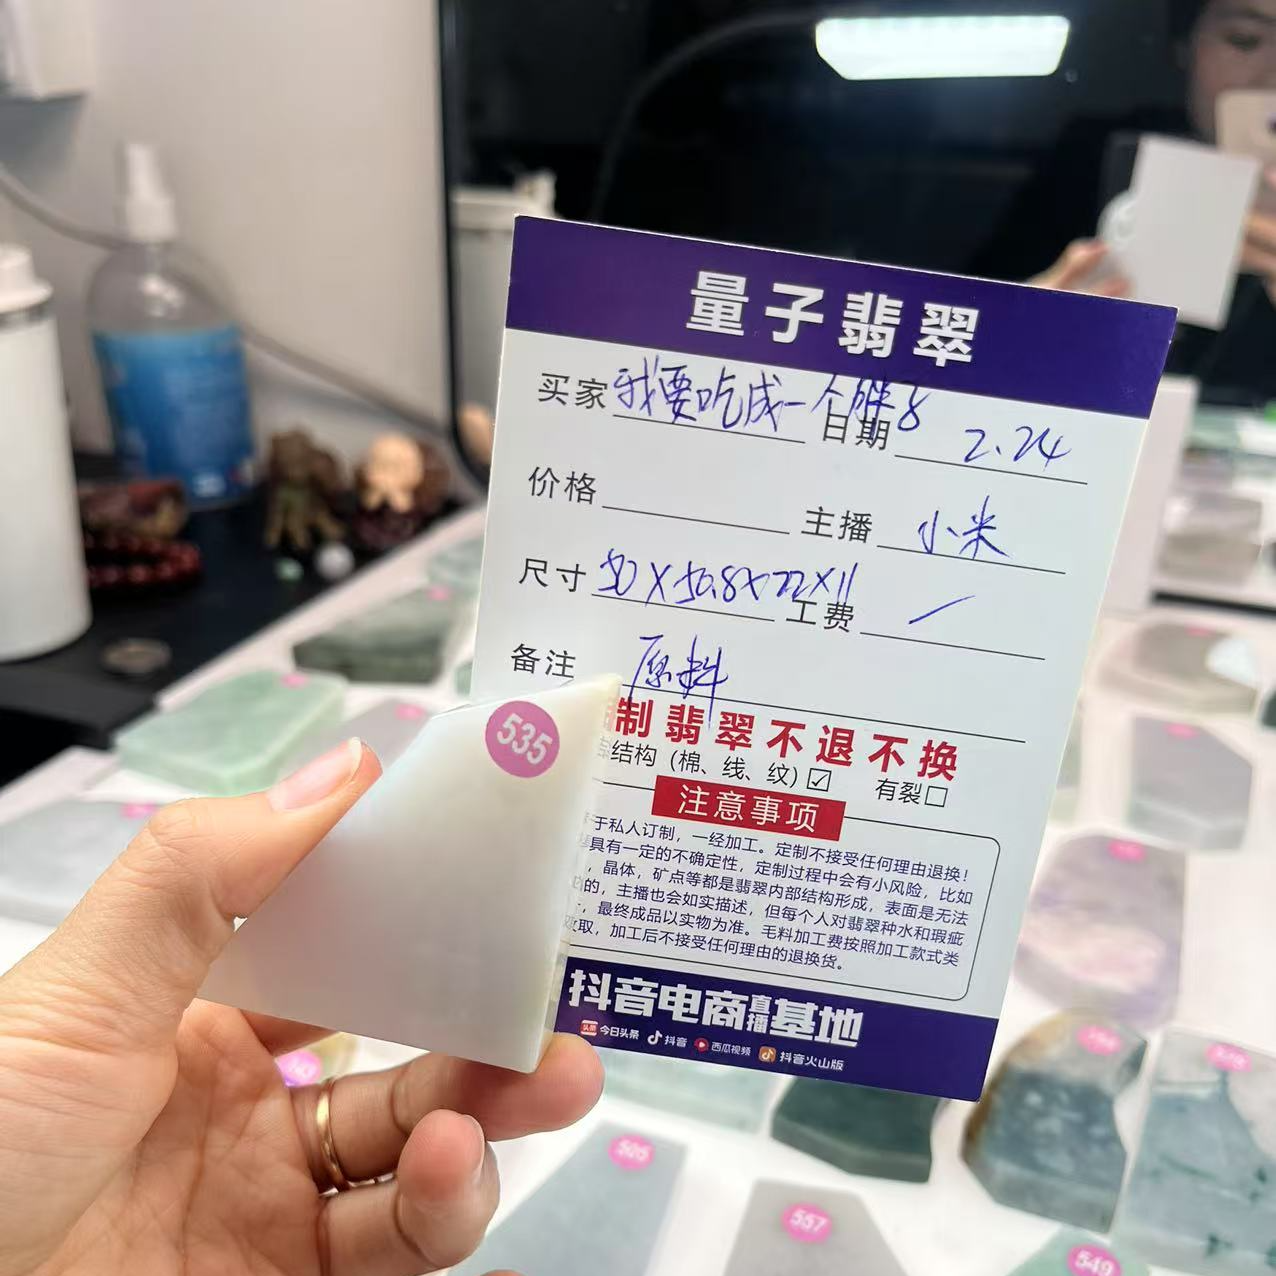 量子翡翠
买家 我要吃成一个胖子 日期 2.24
价格 主播 小米
尺寸 50X50.8X22X11 工费 /
备注 原料
535
制翡翠不退不换
结构（棉、线、纹）☑ 有裂☐
注意事项
于私人订制，一经加工。定制不接受任何理由退换！
具有一定的不确定性，定制过程中会有小风险，比如
，晶体，矿点等都是翡翠内部结构形成，表面是无法
的，主播也会如实描述，但每个人对翡翠种水和瑕疵
，最终成品以实物为准。毛料加工费按照加工款式类
收取，加工后不接受任何理由的退换货。
抖音电商直播基地
头条 今日头条 抖音 西瓜视频 抖音火山版
505
557
549